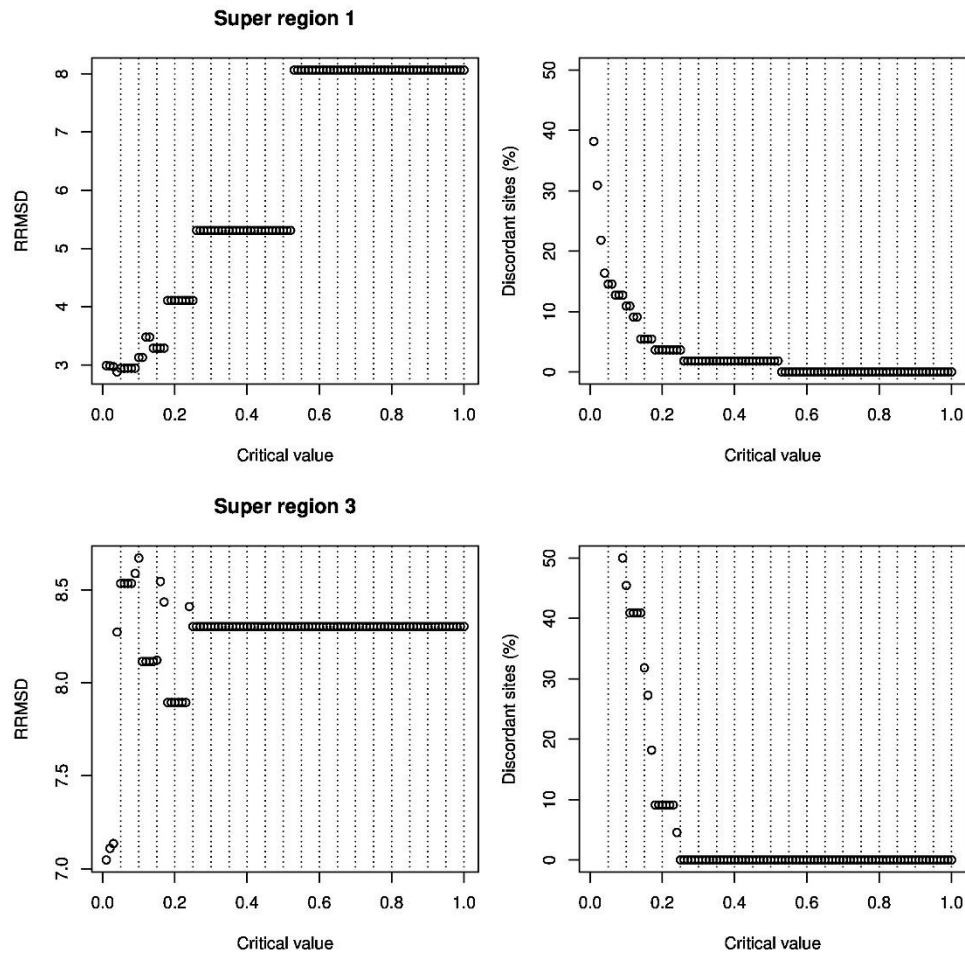 Super region 1
RRMSD
8
7
6
5
4
3
0.0 0.2 0.4 0.6 0.8 1.0
Critical value
Discordant sites (%)
50
40
30
20
10
0
0.0 0.2 0.4 0.6 0.8 1.0
Critical value
Super region 3
RRMSD
8.5
8.0
7.5
7.0
0.0 0.2 0.4 0.6 0.8 1.0
Critical value
Discordant sites (%)
50
40
30
20
10
0
0.0 0.2 0.4 0.6 0.8 1.0
Critical value